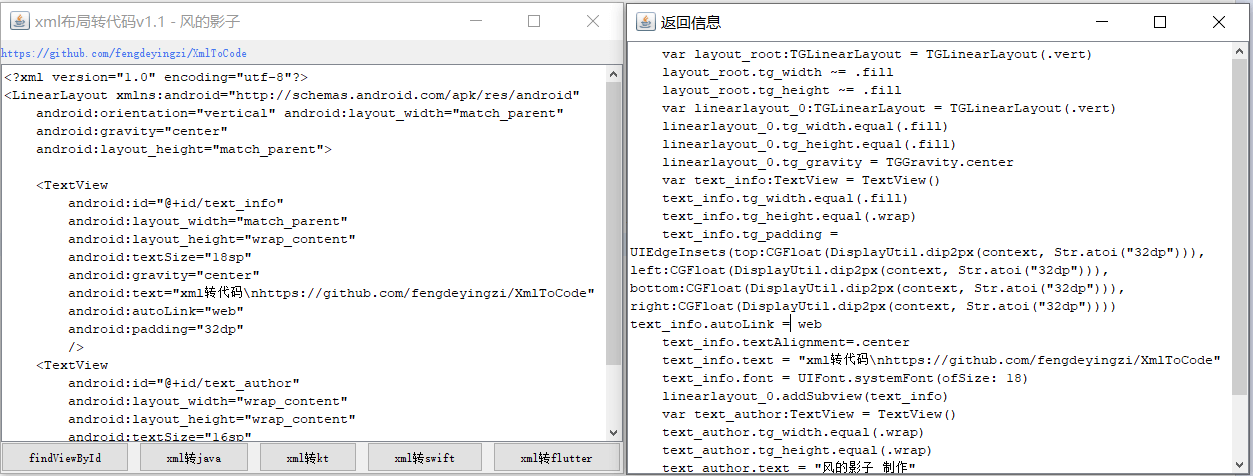 xml布局转代码v1.1 - 风的影子
https://github.com/fengdeyingzi/XmlToCode
<?xml version="1.0" encoding="utf-8"?>
<LinearLayout xmlns:android="http://schemas.android.com/apk/res/android"
android:orientation="vertical" android:layout_width="match_parent"
android:gravity="center"
android:layout_height="match_parent">
<TextView
android:id="@+id/text_info"
android:layout_width="match_parent"
android:layout_height="wrap_content"
android:textSize="18sp"
android:gravity="center"
android:text="xml转代码\nhttps://github.com/fengdeyingzi/XmlToCode"
android:autoLink="web"
android:padding="32dp"
/>
<TextView
android:id="@+id/text_author"
android:layout_width="wrap_content"
android:layout_height="wrap_content"
android:textSize="16sp"
findViewById
xml转java
xml转kt
xml转swift
xml转flutter
返回信息
var layout_root:TGLinearLayout = TGLinearLayout(.vert)
layout_root.tg_width ~= .fill
layout_root.tg_height ~= .fill
var linearlayout_0:TGLinearLayout = TGLinearLayout(.vert)
linearlayout_0.tg_width.equal(.fill)
linearlayout_0.tg_height.equal(.fill)
linearlayout_0.tg_gravity = TGGravity.center
var text_info:TextView = TextView()
text_info.tg_width.equal(.fill)
text_info.tg_height.equal(.wrap)
text_info.tg_padding =
UIEdgeInsets(top:CGFloat(DisplayUtil.dip2px(context, Str.atoi("32dp"))),
left:CGFloat(DisplayUtil.dip2px(context, Str.atoi("32dp"))),
bottom:CGFloat(DisplayUtil.dip2px(context, Str.atoi("32dp"))),
right:CGFloat(DisplayUtil.dip2px(context, Str.atoi("32dp"))))
text_info.autoLink = web
text_info.textAlignment=.center
text_info.text = "xml转代码\nhttps://github.com/fengdeyingzi/XmlToCode"
text_info.font = UIFont.systemFont(ofSize: 18)
linearlayout_0.addSubview(text_info)
var text_author:TextView = TextView()
text_author.tg_width.equal(.wrap)
text_author.tg_height.equal(.wrap)
text_author.text = "风的影子 制作"